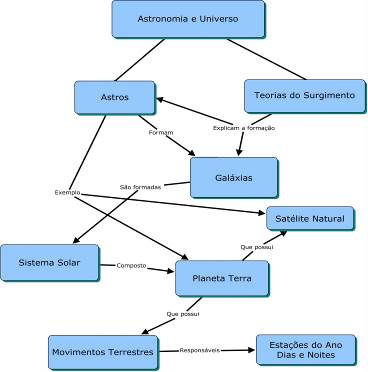 Astronomia e Universo
Astros
Teorias do Surgimento
Formam
Explicam a formação
Galáxias
São formadas
Exemplo
Satélite Natural
Que possui
Sistema Solar
Composto
Planeta Terra
Que possui
Movimentos Terrestres
Responsáveis
Estações do Ano
Dias e Noites